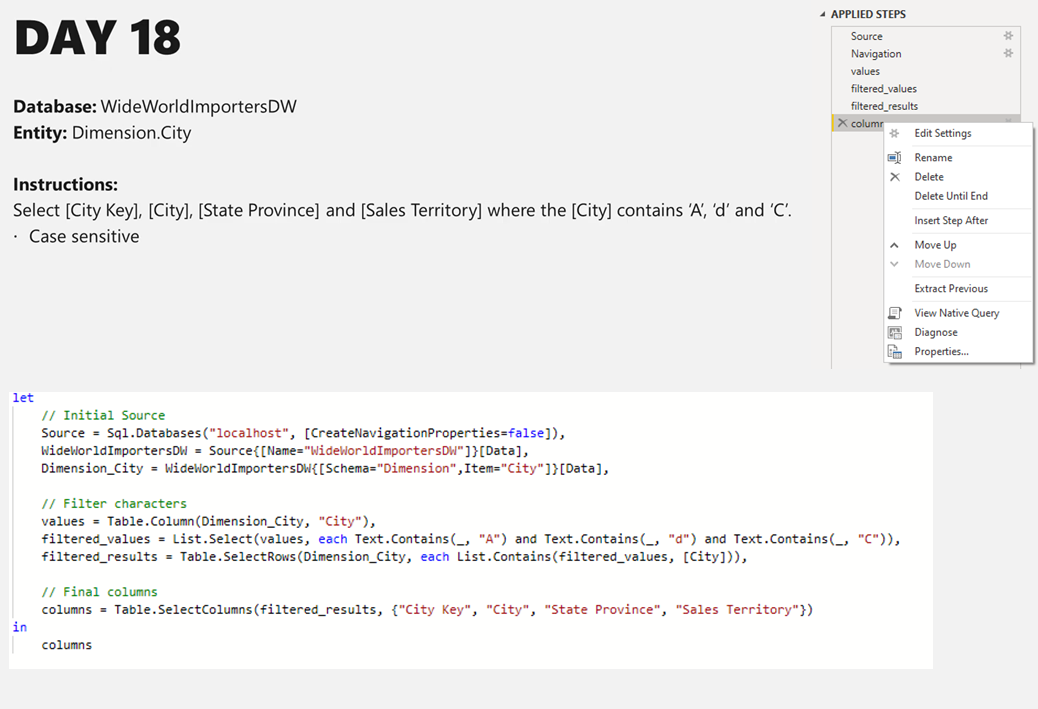 DAY 18
Database: WideWorldImportersDW
Entity: Dimension.City
Instructions:
Select [City Key], [City], [State Province] and [Sales Territory] where the [City] contains ‘A’, ‘d’ and ‘C’.
· Case sensitive
APPLIED STEPS
Source
Navigation
values
filtered_values
filtered_results
Edit Settings
Rename
Delete
Delete Until End
Insert Step After
Move Up
Move Down
Extract Previous
View Native Query
Diagnose
Properties...
let
// Initial Source
Source = Sql.Databases("localhost", [CreateNavigationProperties=false]),
WideWorldImportersDW = Source{[Name="WideWorldImportersDW"]}[Data],
Dimension_City = WideWorldImportersDW{[Schema="Dimension",Item="City"]}[Data],
// Filter characters
values = Table.Column(Dimension_City, "City"),
filtered_values = List.Select(values, each Text.Contains(_, "A") and Text.Contains(_, "d") and Text.Contains(_, "C")),
filtered_results = Table.SelectRows(Dimension_City, each List.Contains(filtered_values, [City])),
// Final columns
columns = Table.SelectColumns(filtered_results, {"City Key", "City", "State Province", "Sales Territory"})
in
columns